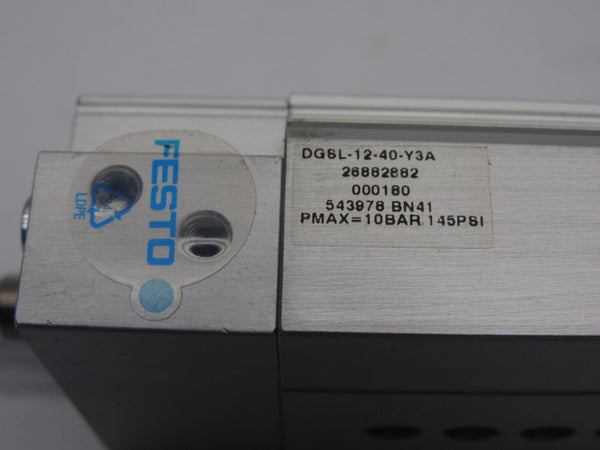 FESTO
LDPE
DGSL-12-40-Y3A
26882882
000180
543978 BN41
PMAX=10BAR 145PSI